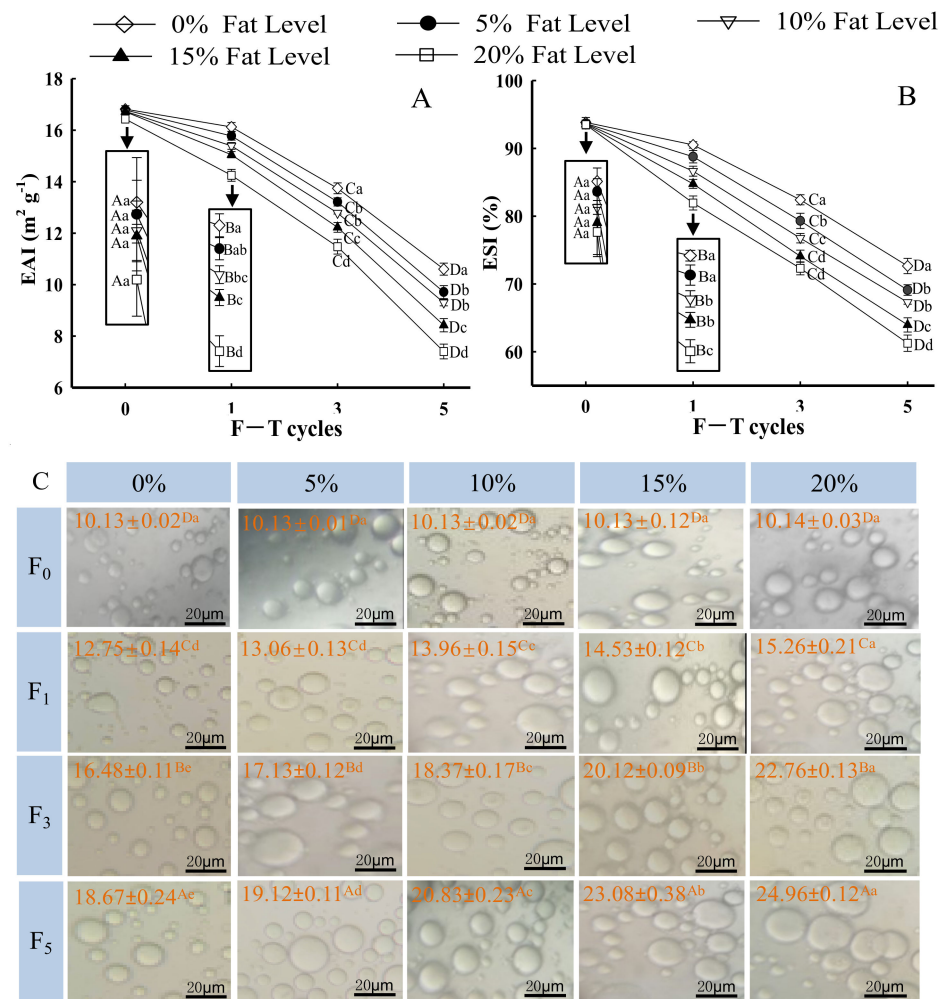 0% Fat Level 5% Fat Level 10% Fat Level
15% Fat Level 20% Fat Level
A
EAI (m² g⁻¹)
18
16
14
12
10
8
6
Aa
Aa
Aa
Aa
Aa
Ba
Bab
Bbc
Bc
Bd
Ca
Cb
Cb
Cc
Cd
Da
Db
Db
Dc
Dd
0 1 3 5
F－T cycles
B
ESI (%)
100
90
80
70
60
Aa
Aa
Aa
Aa
Aa
Ba
Ba
Bb
Bb
Bc
Ca
Cb
Cc
Cd
Cd
Da
Db
Db
Dc
Dd
0 1 3 5
F－T cycles
C 0% 5% 10% 15% 20%
F₀ 10.13±0.02ᴰᵃ 10.13±0.01ᴰᵃ 10.13±0.02ᴰᵃ 10.13±0.12ᴰᵃ 10.14±0.03ᴰᵃ
20μm 20μm 20μm 20μm 20μm
F₁ 12.75±0.14Cd 13.06±0.13Cd 13.96±0.15Cc 14.53±0.12Cb 15.26±0.21Ca
20μm 20μm 20μm 20μm 20μm
F₃ 16.48±0.11Be 17.13±0.12Bd 18.37±0.17Bc 20.12±0.09Bb 22.76±0.13Ba
20μm 20μm 20μm 20μm 20μm
F₅ 18.67±0.24Ae 19.12±0.11Ad 20.83±0.23Ac 23.08±0.38Ab 24.96±0.12Aa
20μm 20μm 20μm 20μm 20μm